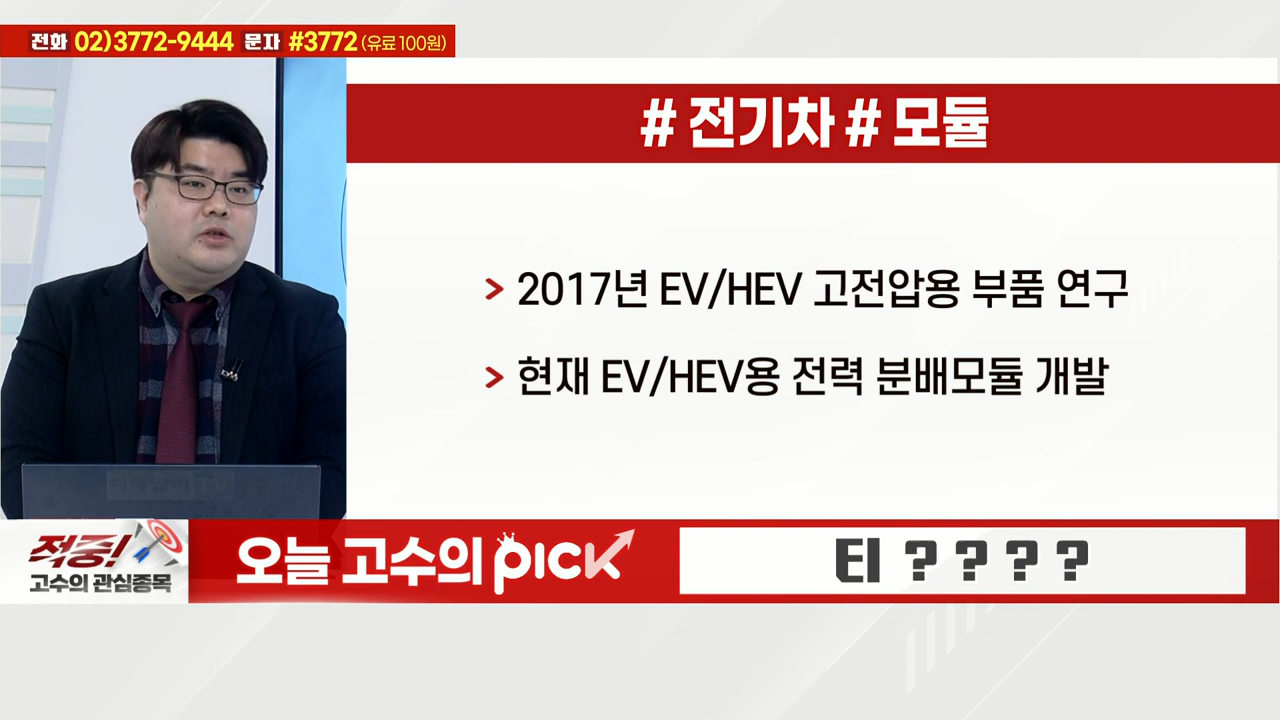 전화 02)3772-9444 문자 #3772 (유료 100원)
# 전기차 # 모듈
> 2017년 EV/HEV 고전압용 부품 연구
> 현재 EV/HEV용 전력 분배모듈 개발
적중!
고수의 관심종목
오늘 고수의 PICK
티 ? ? ? ?